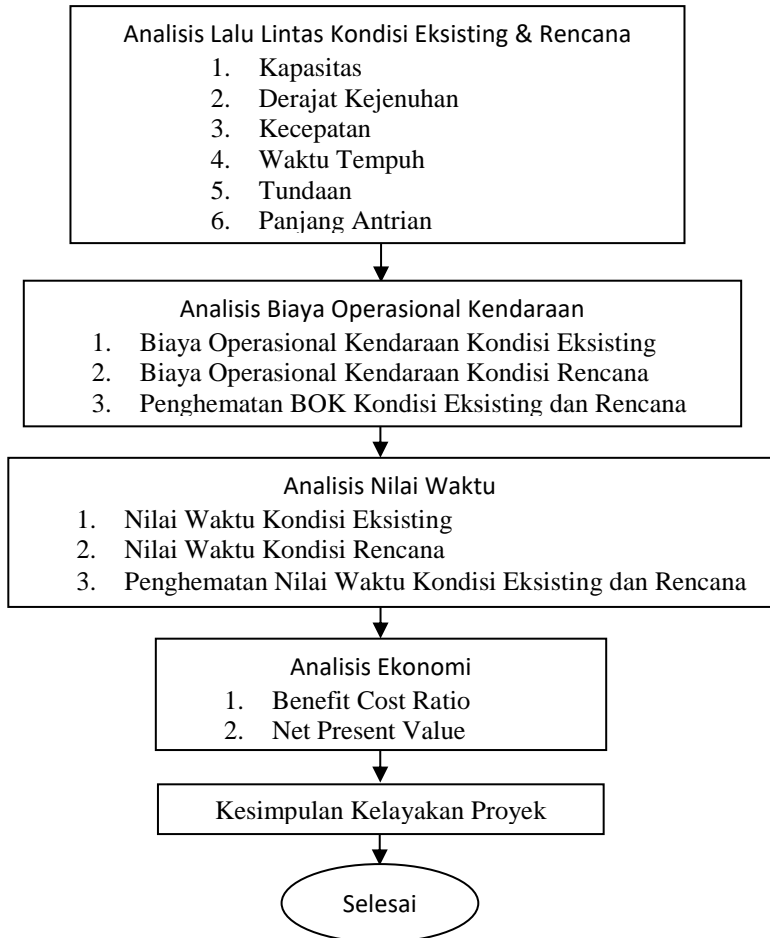 Analisis Lalu Lintas Kondisi Eksisting & Rencana
1. Kapasitas
2. Derajat Kejenuhan
3. Kecepatan
4. Waktu Tempuh
5. Tundaan
6. Panjang Antrian
Analisis Biaya Operasional Kendaraan
1. Biaya Operasional Kendaraan Kondisi Eksisting
2. Biaya Operasional Kendaraan Kondisi Rencana
3. Penghematan BOK Kondisi Eksisting dan Rencana
Analisis Nilai Waktu
1. Nilai Waktu Kondisi Eksisting
2. Nilai Waktu Kondisi Rencana
3. Penghematan Nilai Waktu Kondisi Eksisting dan Rencana
Analisis Ekonomi
1. Benefit Cost Ratio
2. Net Present Value
Kesimpulan Kelayakan Proyek
Selesai